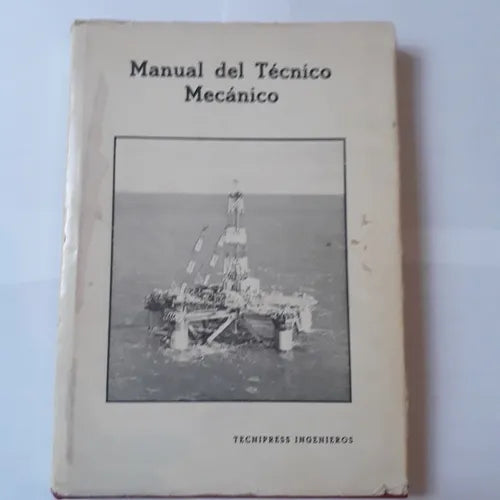 Manual del Técnico
Mecánico
TECNIPRESS INGENIEROS